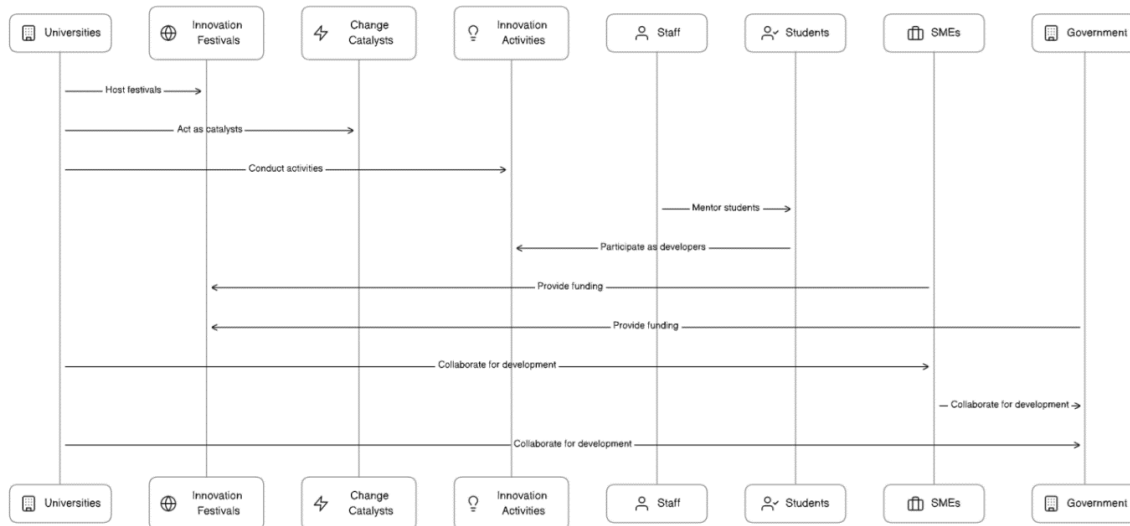 Universities
Innovation
Festivals
Change
Catalysts
Innovation
Activities
Staff
Students
SMEs
Government
Host festivals
Act as catalysts
Conduct activities
Mentor students
Participate as developers
Provide funding
Provide funding
Collaborate for development
Collaborate for development
Collaborate for development
Universities
Innovation
Festivals
Change
Catalysts
Innovation
Activities
Staff
Students
SMEs
Government